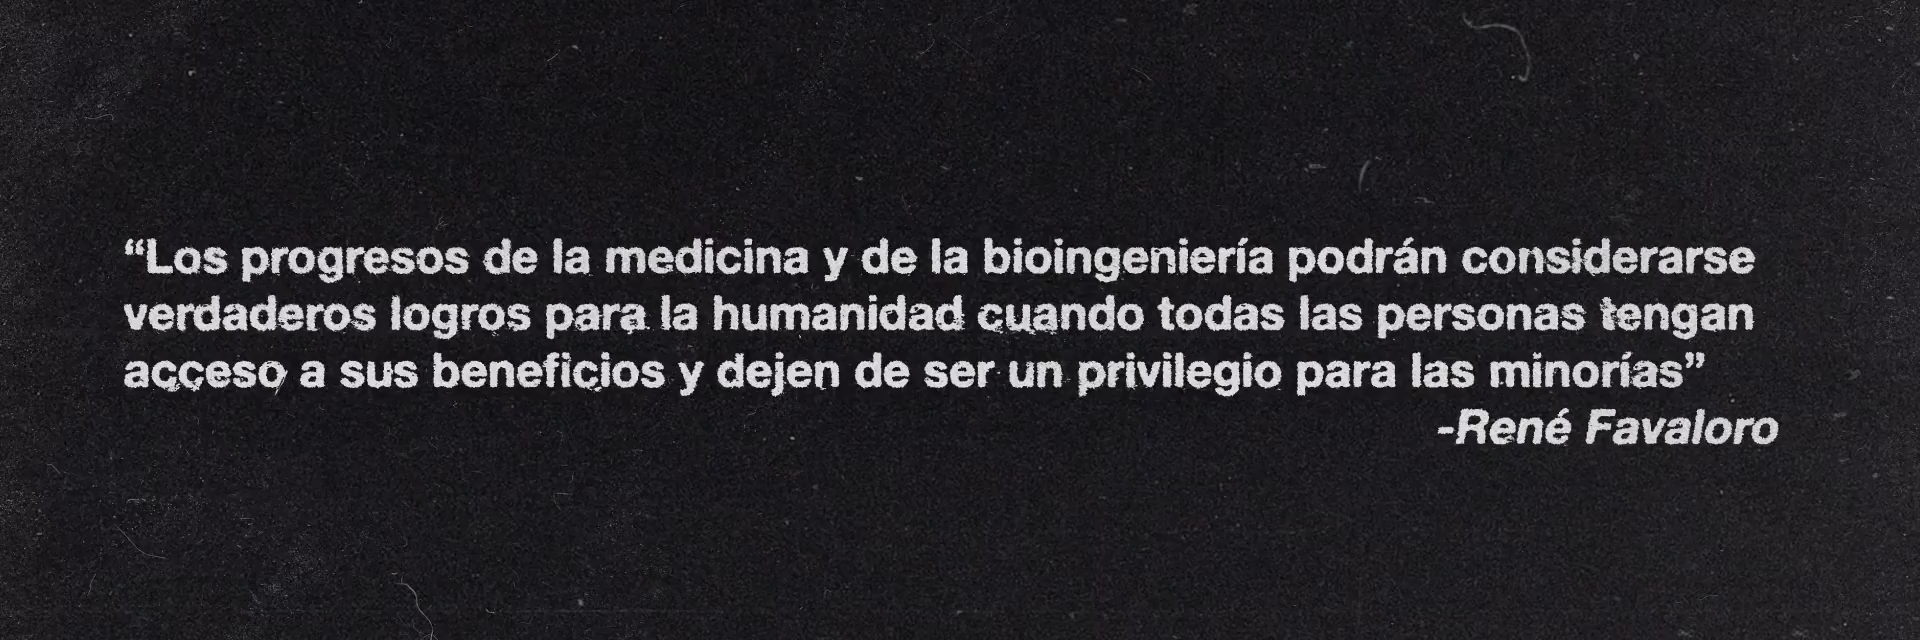 “Los progresos de la medicina y de la bioingeniería podrán considerarse
verdaderos logros para la humanidad cuando todas las personas tengan
acceso a sus beneficios y dejen de ser un privilegio para las minorías”
-René Favaloro